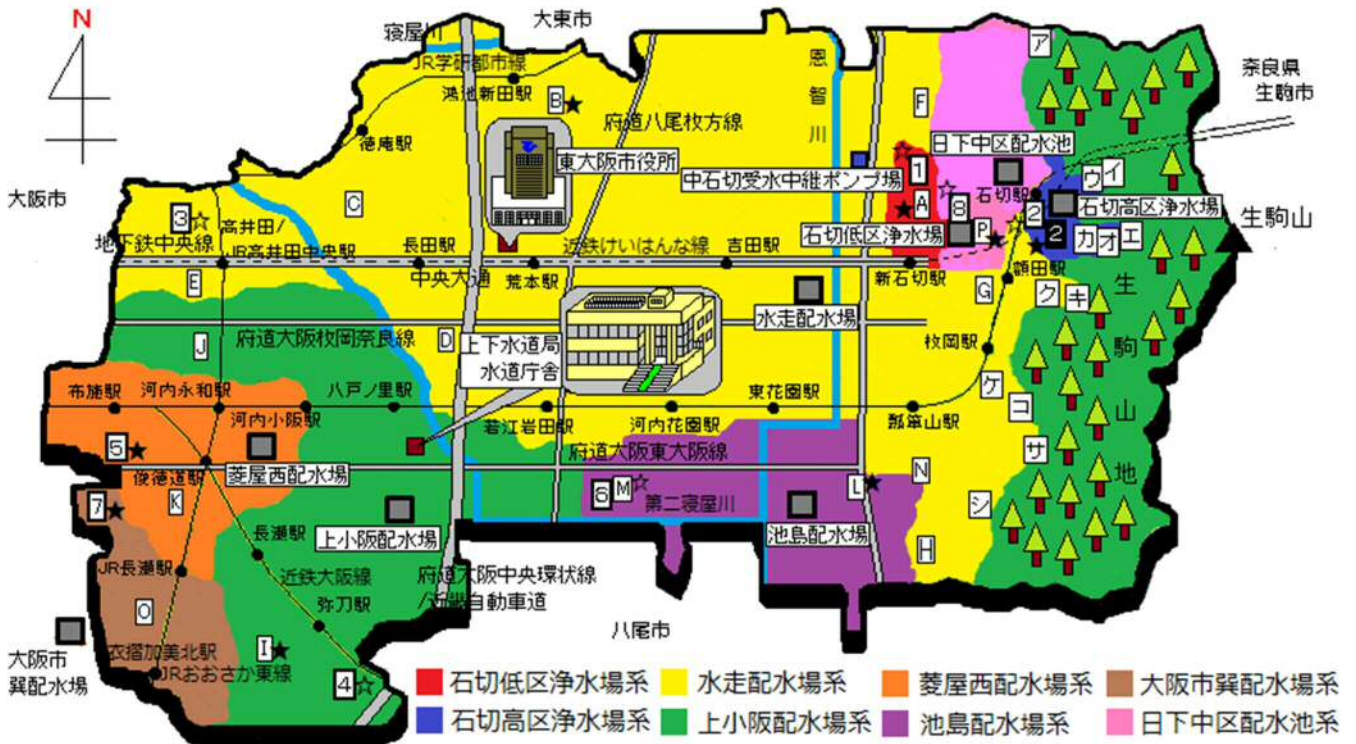 N
大東市
寝屋川
JR学研都市線
鴻池新田駅
B
恩智川
ア
奈良県
生駒市
徳庵駅
府道八尾枚方線
F
東大阪市役所
日下中区配水池
中石切受水中継ポンプ場
1
石切駅
ウ
イ
大阪市
C
A
8
2
石切高区浄水場
3
高井田/
JR高井田中央駅
地下鉄中央線
長田駅
近鉄けいはんな線
吉田駅
石切低区浄水場
P
2
カ
オ
エ
生駒山
中央大通
荒本駅
新石切駅
額田駅
E
G
ク
キ
水走配水場
生駒山地
府道大阪枚岡奈良線
J
D
上下水道局
水道庁舎
枚岡駅
布施駅
河内永和駅
八戸ノ里駅
東花園駅
ケ
コ
河内小阪駅
若江岩田駅
河内花園駅
瓢箪山駅
5
府道大阪東大阪線
サ
俊徳道駅
菱屋西配水場
N
7
K
6
M
第二寝屋川
L
シ
長瀬駅
上小阪配水場
池島配水場
H
JR長瀬駅
近鉄大阪線
府道大阪中央環状線
/近畿自動車道
O
弥刀駅
八尾市
大阪市
巽配水場
衣摺加美北駅
I
JRおおさか東線
4
石切低区浄水場系
水走配水場系
菱屋西配水場系
大阪市巽配水場系
石切高区浄水場系
上小阪配水場系
池島配水場系
日下中区配水池系